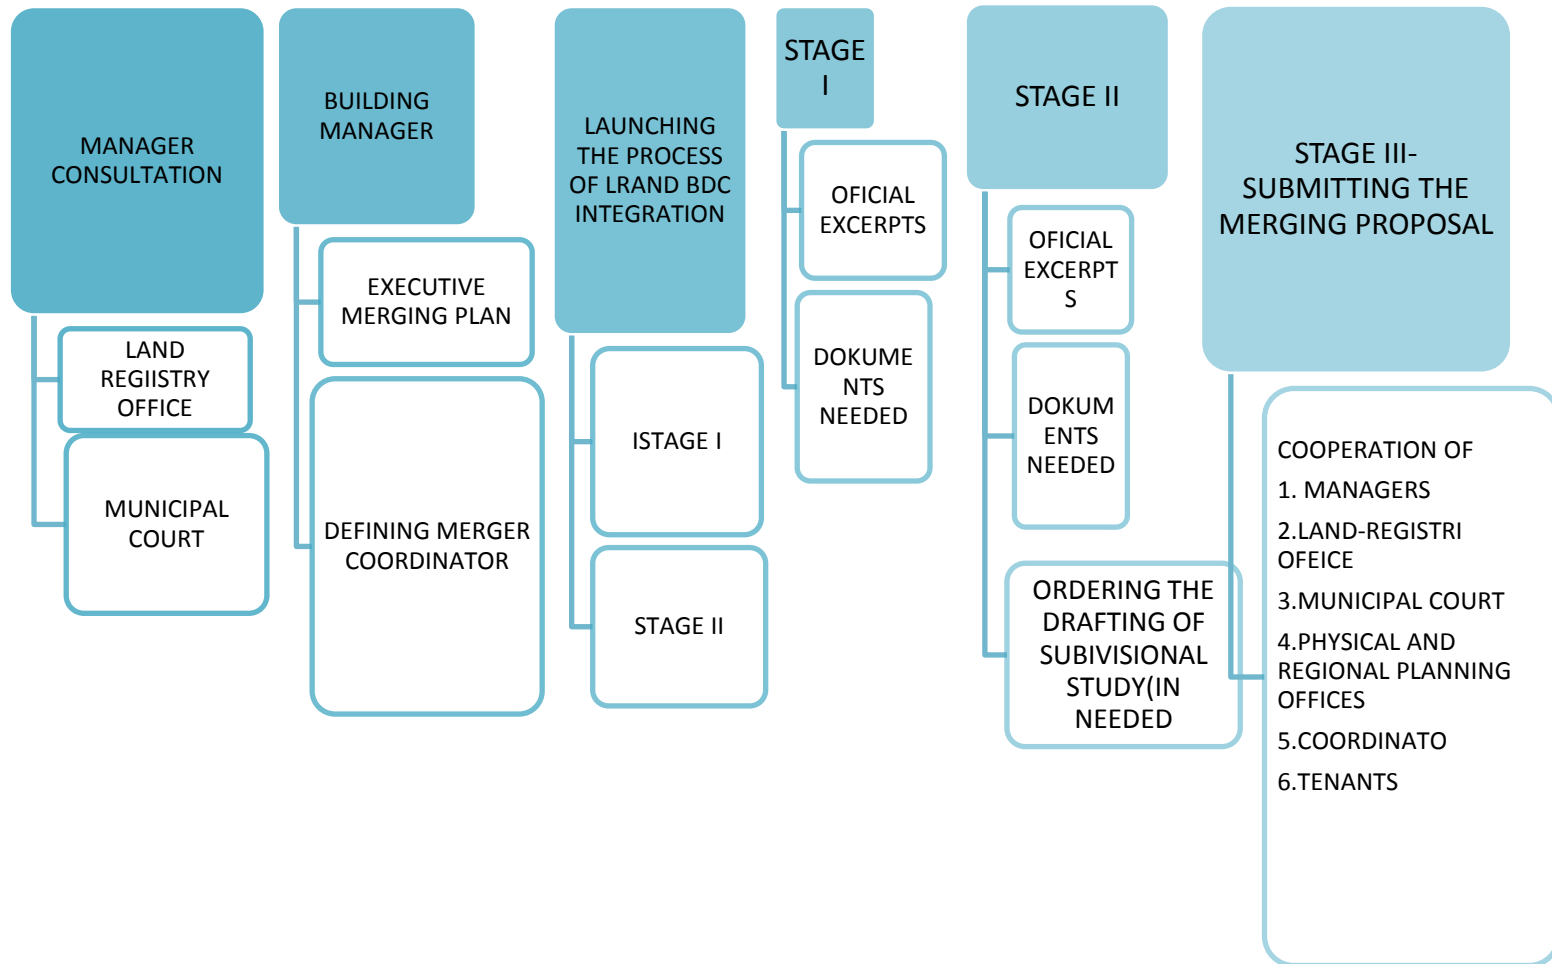 MANAGER
CONSULTATION
LAND
REGIISTRY
OFFICE
MUNICIPAL
COURT
BUILDING
MANAGER
EXECUTIVE
MERGING PLAN
DEFINING MERGER
COORDINATOR
LAUNCHING
THE PROCESS
OF LRAND BDC
INTEGRATION
ISTAGE I
STAGE II
STAGE
I
OFICIAL
EXCERPTS
DOKUME
NTS
NEEDED
STAGE II
OFICIAL
EXCERPT
S
DOKUM
ENTS
NEEDED
ORDERING THE
DRAFTING OF
SUBIVISIONAL
STUDY(IN
NEEDED
STAGE III-
SUBMITTING THE
MERGING PROPOSAL
COOPERATION OF
1. MANAGERS
2.LAND-REGISTRI
OFEICE
3.MUNICIPAL COURT
4.PHYSICAL AND
REGIONAL PLANNING
OFFICES
5.COORDINATO
6.TENANTS